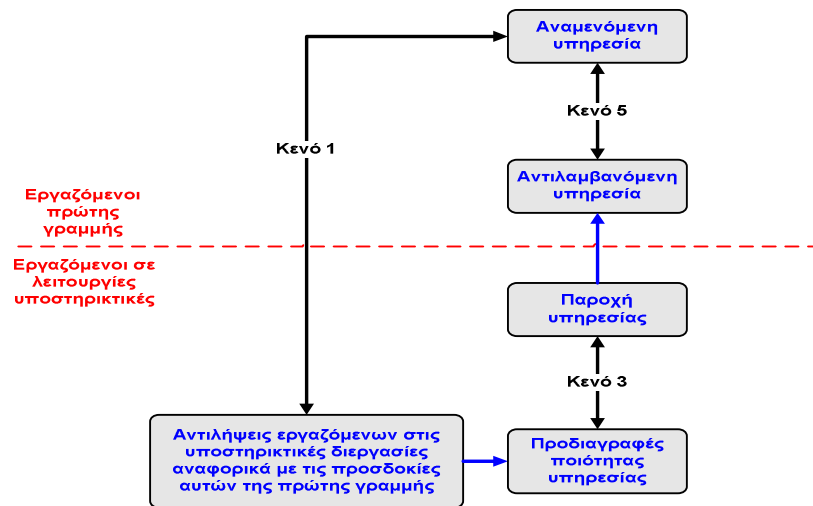 Αναμενόμενη
υπηρεσία
Κενό 5
Κενό 1
Αντιλαμβανόμενη
υπηρεσία
Εργαζόμενοι
πρώτης
γραμμής
Εργαζόμενοι σε
λειτουργίες
υποστηρικτικές
Παροχή
υπηρεσίας
Κενό 3
Αντιλήψεις εργαζόμενων στις
υποστηρικτικές διεργασίες
αναφορικά με τις προσδοκίες
αυτών της πρώτης γραμμής
Προδιαγραφές
ποιότητας
υπηρεσίας